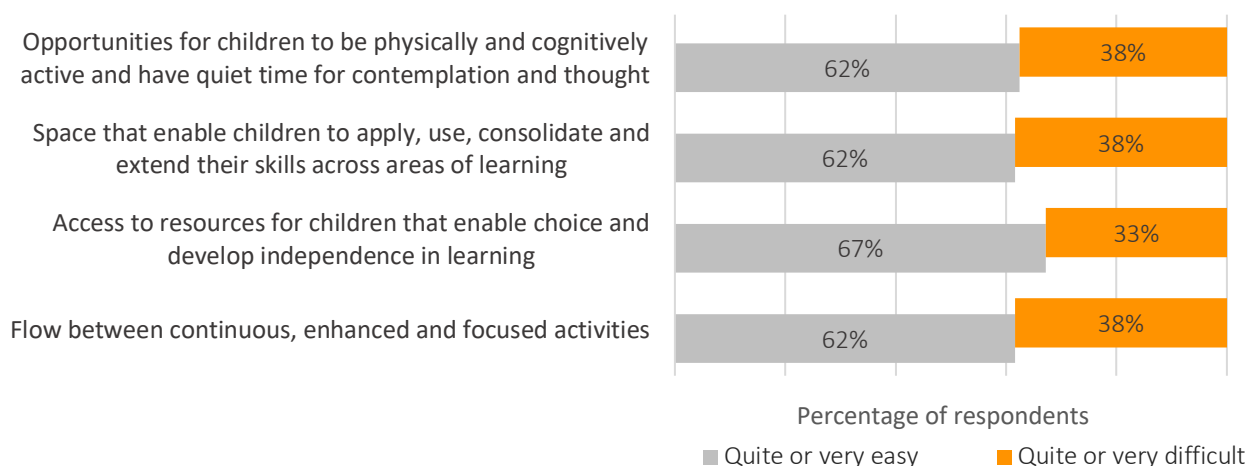 Opportunities for children to be physically and cognitively
active and have quiet time for contemplation and thought
62%
38%
Space that enable children to apply, use, consolidate and
extend their skills across areas of learning
62%
38%
Access to resources for children that enable choice and
develop independence in learning
67%
33%
Flow between continuous, enhanced and focused activities
62%
38%
Percentage of respondents
Quite or very easy
Quite or very difficult